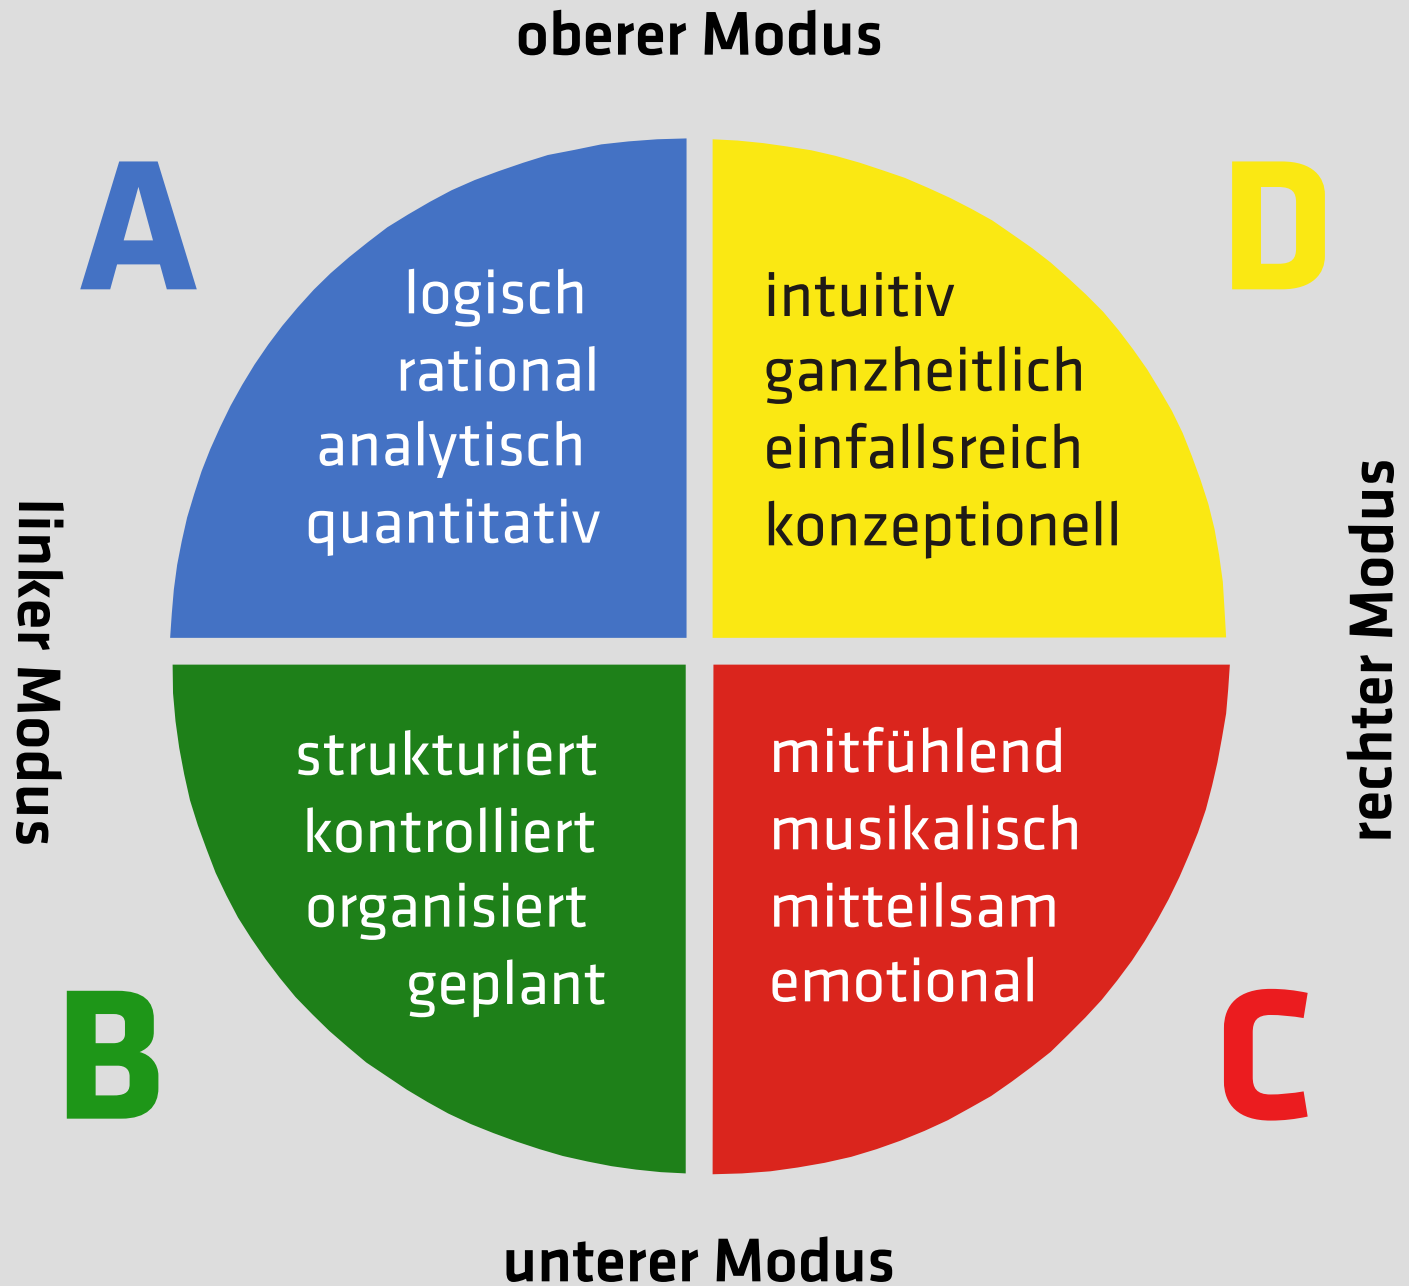 oberer Modus
A
D
logisch
rational
analytisch
quantitativ
intuitiv
ganzheitlich
einfallsreich
konzeptionell
linker Modus
rechter Modus
strukturiert
kontrolliert
organisiert
geplant
mitfühlend
musikalisch
mitteilsam
emotional
B
C
unterer Modus